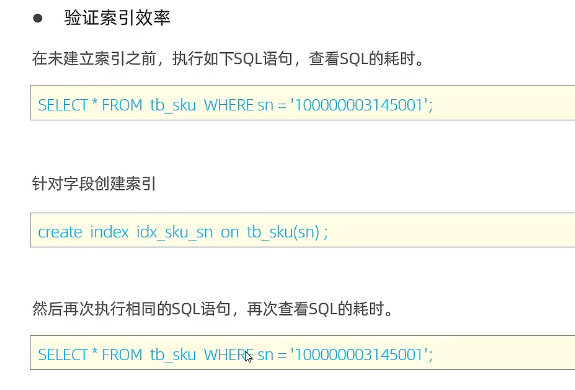 ● 验证索引效率
在未建立索引之前，执行如下SQL语句，查看SQL的耗时。
SELECT * FROM tb_sku WHERE sn = '100000003145001';
针对字段创建索引
create index idx_sku_sn on tb_sku(sn) ;
然后再次执行相同的SQL语句，再次查看SQL的耗时。
SELECT * FROM tb_sku WHERE sn = '100000003145001';